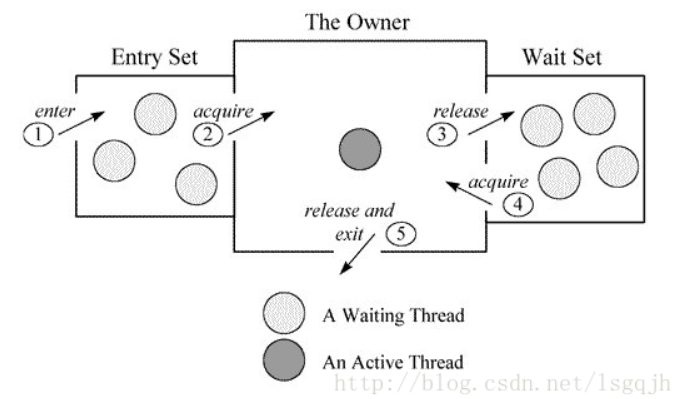 The Owner
Entry Set
Wait Set
enter
1
acquire
2
release
3
acquire
4
release and
exit
5
A Waiting Thread
An Active Thread
http://blog.csdn.net/lsgqjh